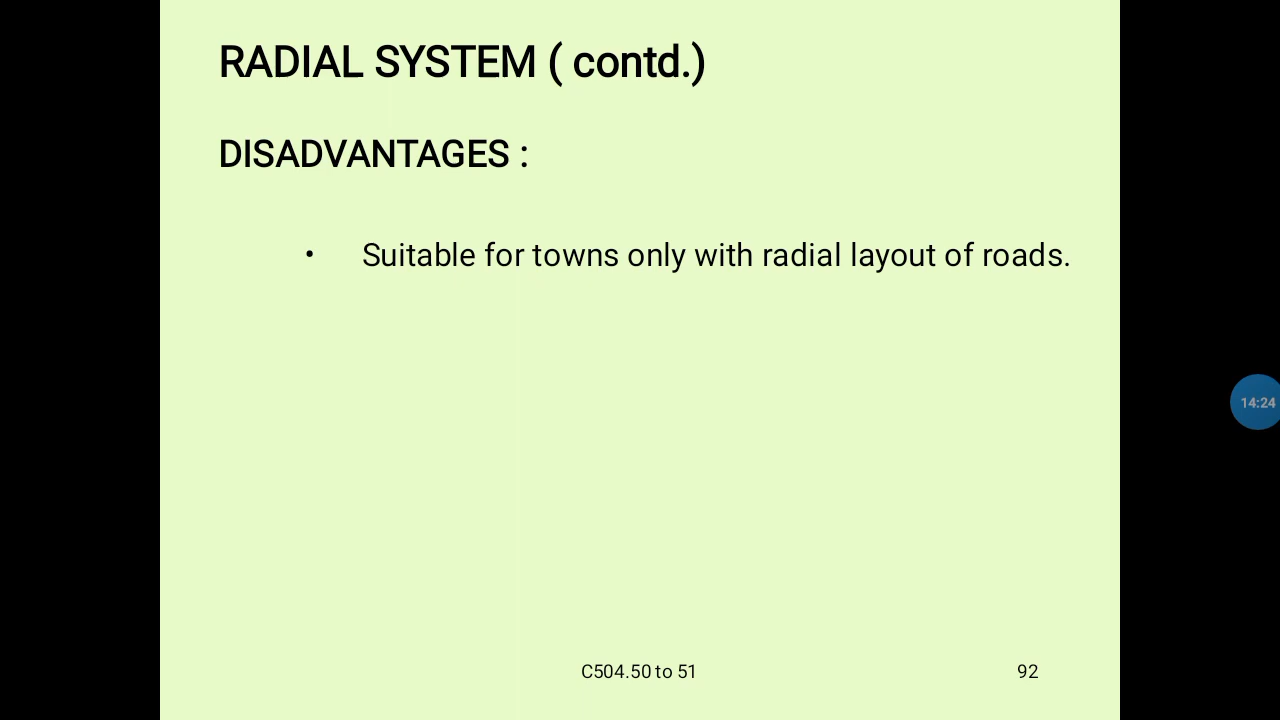 RADIAL SYSTEM ( contd.)
DISADVANTAGES :
• Suitable for towns only with radial layout of roads.
14:24
C504.50 to 51
92